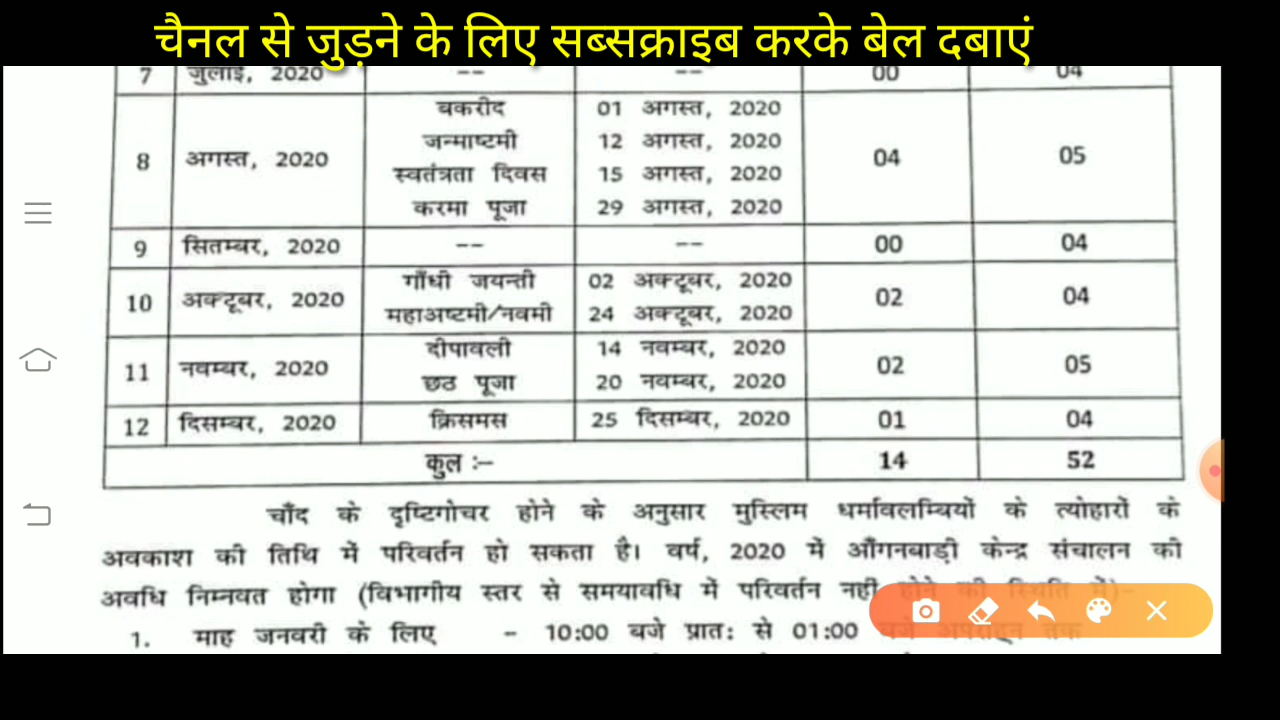 चैनल से जुड़ने के लिए सब्सक्राइब करके बेल दबाएं
7 जुलाई, 2020 -- -- 00 04
8 अगस्त, 2020 04 05
बकरीद 01 अगस्त, 2020
जन्माष्टमी 12 अगस्त, 2020
स्वतंत्रता दिवस 15 अगस्त, 2020
करमा पूजा 29 अगस्त, 2020
9 सितम्बर, 2020 -- -- 00 04
10 अक्टूबर, 2020 02 04
गाँधी जयन्ती 02 अक्टूबर, 2020
महाअष्टमी/नवमी 24 अक्टूबर, 2020
11 नवम्बर, 2020 02 05
दीपावली 14 नवम्बर, 2020
छठ पूजा 20 नवम्बर, 2020
12 दिसम्बर, 2020 क्रिसमस 25 दिसम्बर, 2020 01 04
कुल :– 14 52
चाँद के दृष्टिगोचर होने के अनुसार मुस्लिम धर्मावलम्बियों के त्योहारों के
अवकाश की तिथि में परिवर्तन हो सकता है। वर्ष, 2020 में आँगनबाड़ी केन्द्र संचालन की
अवधि निम्नवत होगा (विभागीय स्तर से समयावधि में परिवर्तन नही होने की स्थिति में)–
1. माह जनवरी के लिए – 10:00 बजे प्रात: से 01:00 बजे अपराह्न तक